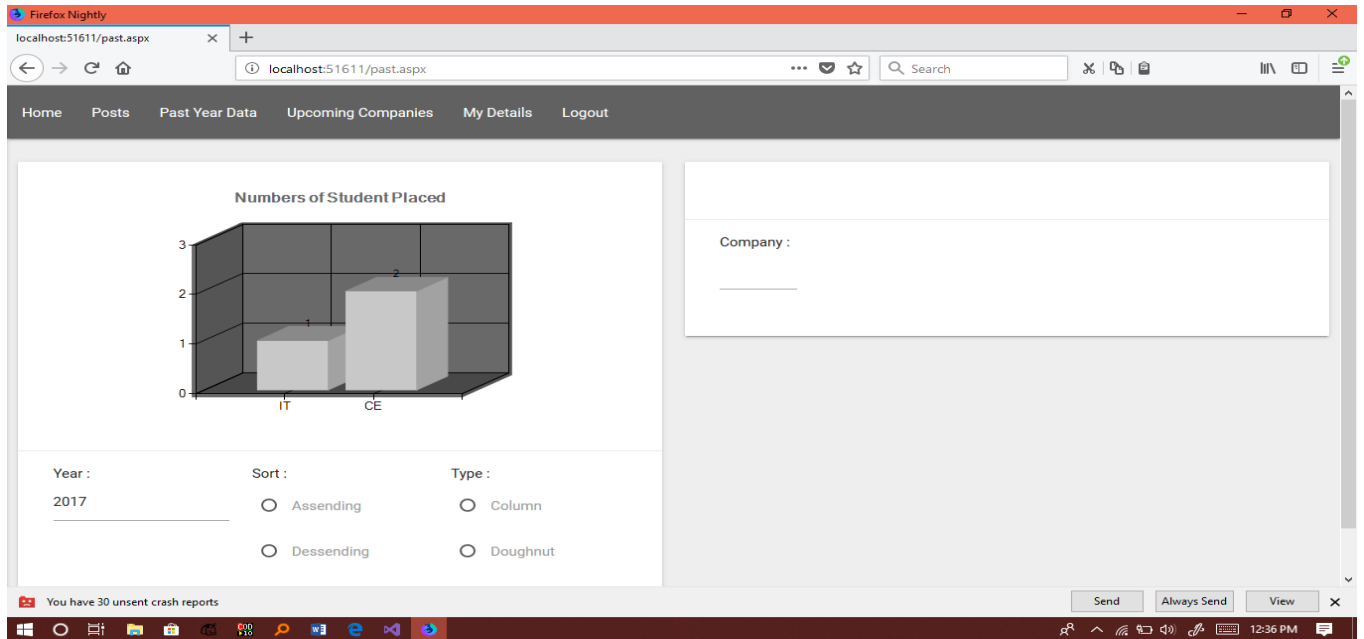 Firefox Nightly
localhost:51611/past.aspx
localhost:51611/past.aspx
Search
Home Posts Past Year Data Upcoming Companies My Details Logout
Numbers of Student Placed
3
2
1
0
2
1
IT CE
Year :
2017
Sort :
Assending
Dessending
Type :
Column
Doughnut
Company :
You have 30 unsent crash reports
Send Always Send View
12:36 PM